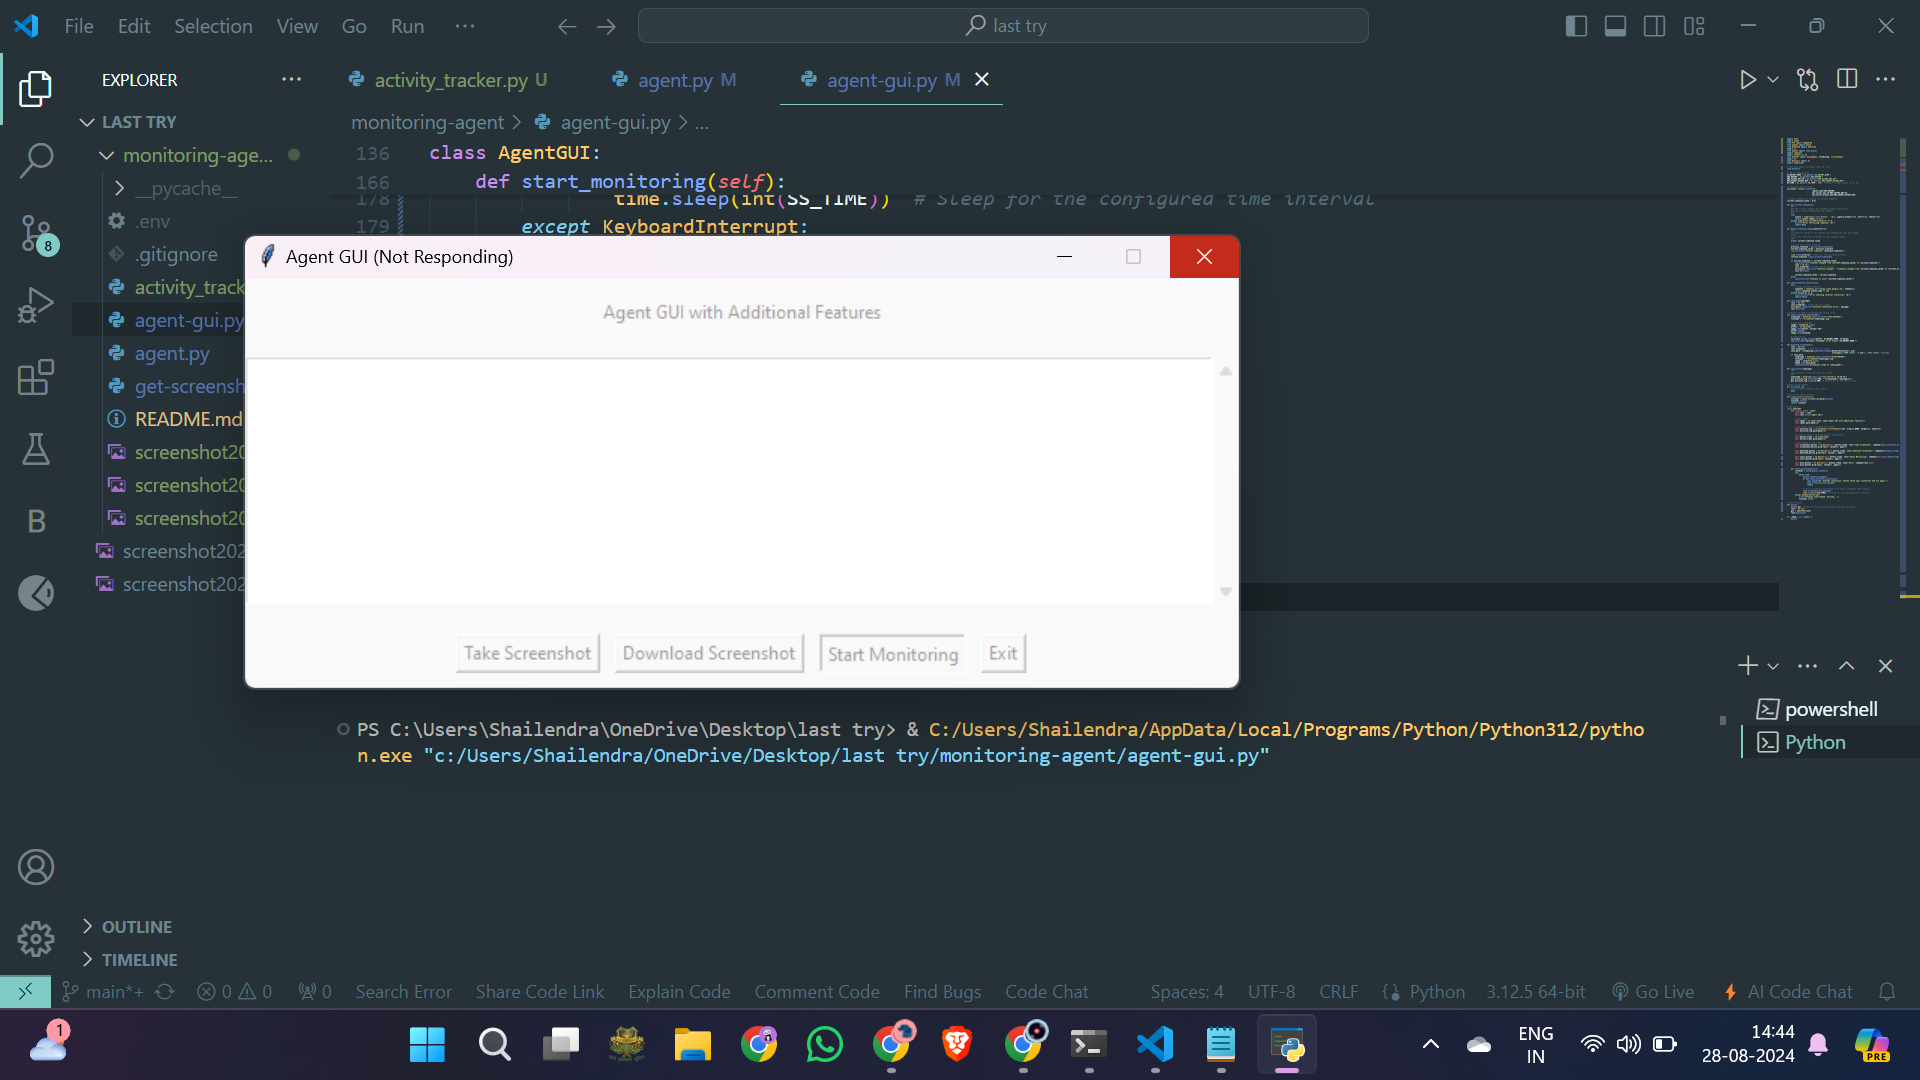 File Edit Selection View Go Run ···
last try
EXPLORER
activity_tracker.py U
agent.py M
agent-gui.py M
LAST TRY
monitoring-age...
__pycache__
.env
.gitignore
activity_track
agent-gui.py
agent.py
get-screensh
README.md
screenshot20
screenshot20
screenshot20
screenshot202
screenshot202
monitoring-agent > agent-gui.py > ...
136 class AgentGUI:
166 def start_monitoring(self):
178 time.sleep(int(SS_TIME)) # Sleep for the configured time interval
179 except KeyboardInterrupt:
Agent GUI (Not Responding)
Agent GUI with Additional Features
Take Screenshot
Download Screenshot
Start Monitoring
Exit
PS C:\Users\Shailendra\OneDrive\Desktop\last try> & C:/Users/Shailendra/AppData/Local/Programs/Python/Python312/pytho
n.exe "c:/Users/Shailendra/OneDrive/Desktop/last try/monitoring-agent/agent-gui.py"
powershell
Python
8
B
OUTLINE
TIMELINE
main*+ 0 0 0 Search Error Share Code Link Explain Code Comment Code Find Bugs Code Chat Spaces: 4 UTF-8 CRLF Python 3.12.5 64-bit Go Live AI Code Chat
1
ENG
IN
14:44
28-08-2024
PRE